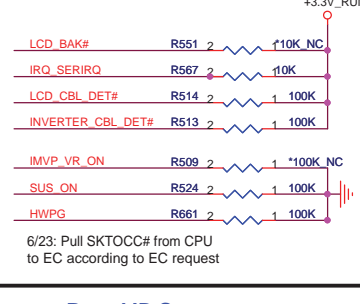 +3.3V_RU
LCD_BAK# R551 2 1 *10K_NC
IRQ_SERIRQ R567 2 1 10K
LCD_CBL_DET# R514 2 1 100K
INVERTER_CBL_DET# R513 2 1 100K
IMVP_VR_ON R509 2 1 *100K_NC
SUS_ON R524 2 1 100K
HWPG R661 2 1 100K
6/23: Pull SKTOCC# from CPU
to EC according to EC request